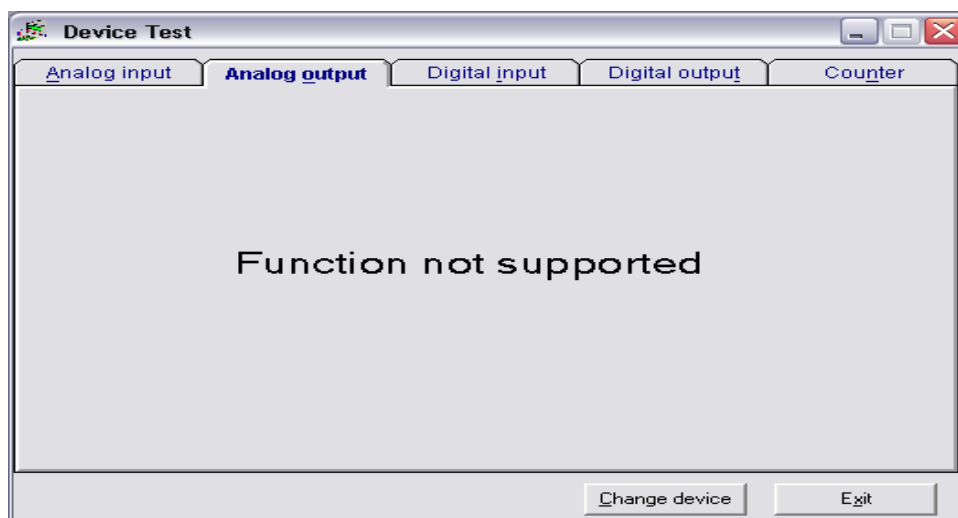 Device Test
Analog input Analog output Digital input Digital output Counter
Function not supported
Change device Exit